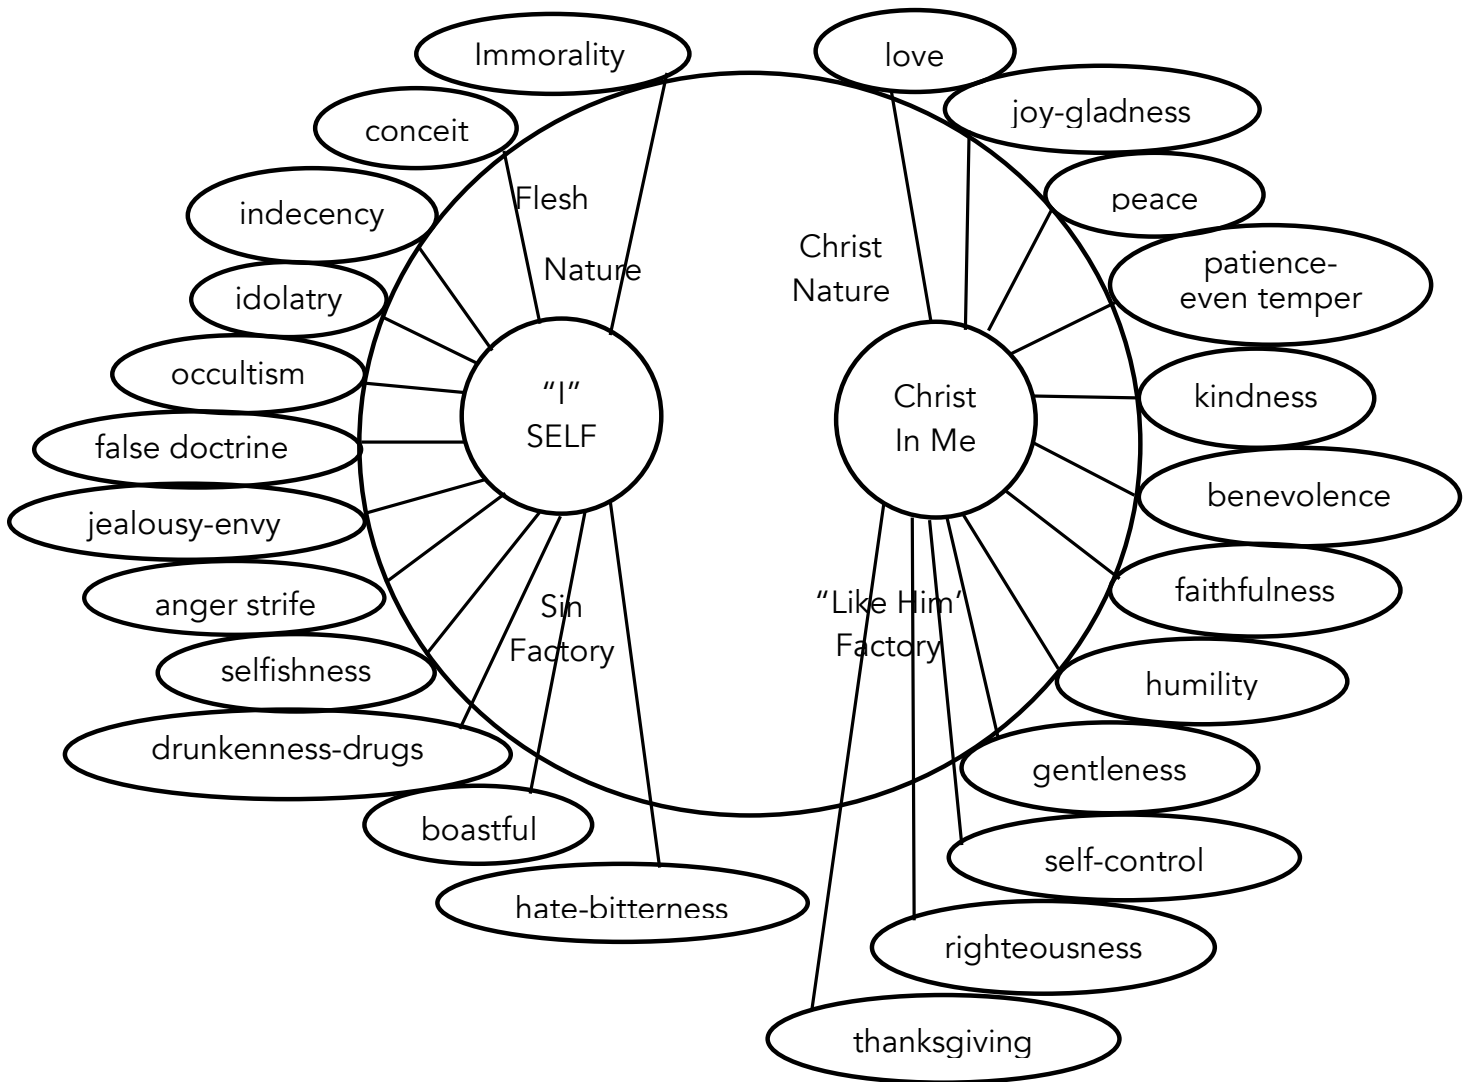 Immorality
conceit
indecency
idolatry
occultism
false doctrine
jealousy-envy
anger strife
selfishness
drunkenness-drugs
boastful
hate-bitterness
Flesh
Nature
“I”
SELF
Sin
Factory
Christ
Nature
Christ
In Me
“Like Him’
Factory
love
joy-gladness
peace
patience-
even temper
kindness
benevolence
faithfulness
humility
gentleness
self-control
righteousness
thanksgiving